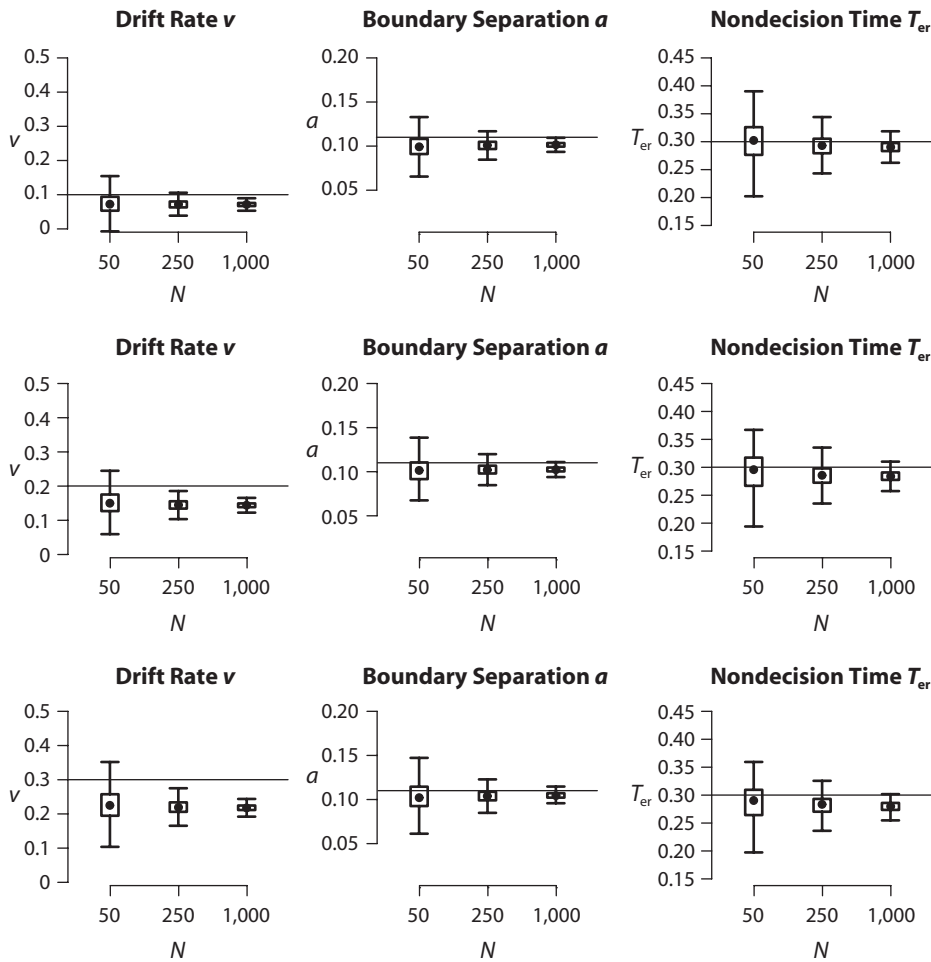 Drift Rate v
Boundary Separation a
Nondecision Time Ter
0.5
0.4
0.3
0.2
0.1
0
v
50
250
1,000
N
0.20
0.15
0.10
0.05
a
50
250
1,000
N
0.45
0.40
0.35
0.30
0.25
0.20
0.15
Ter
50
250
1,000
N
Drift Rate v
Boundary Separation a
Nondecision Time Ter
0.5
0.4
0.3
0.2
0.1
0
v
50
250
1,000
N
0.20
0.15
0.10
0.05
a
50
250
1,000
N
0.45
0.40
0.35
0.30
0.25
0.20
0.15
Ter
50
250
1,000
N
Drift Rate v
Boundary Separation a
Nondecision Time Ter
0.5
0.4
0.3
0.2
0.1
0
v
50
250
1,000
N
0.20
0.15
0.10
0.05
a
50
250
1,000
N
0.45
0.40
0.35
0.30
0.25
0.20
0.15
Ter
50
250
1,000
N